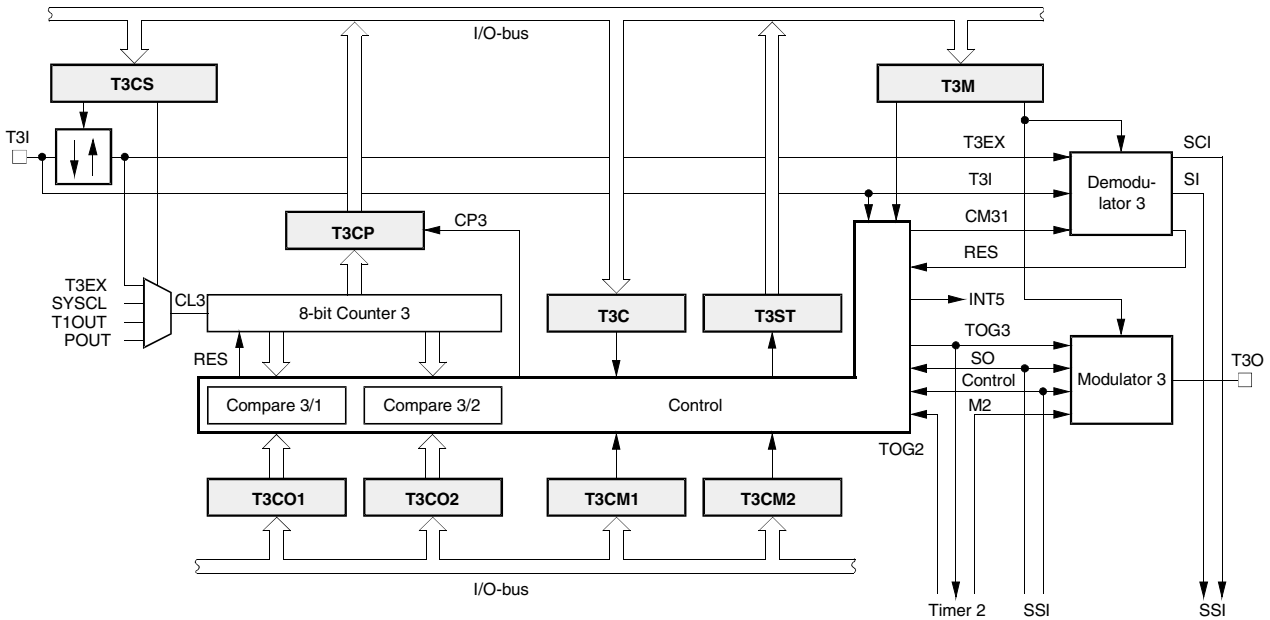 I/O-bus
T3CS
T3M
T3I
T3EX
SCI
T3I
SI
Demodu-
lator 3
CM31
T3CP
CP3
RES
T3EX
SYSCL
T1OUT
POUT
CL3
8-bit Counter 3
T3C
T3ST
INT5
RES
TOG3
SO
Control
M2
Modulator 3
T3O
Compare 3/1
Compare 3/2
Control
TOG2
T3CO1
T3CO2
T3CM1
T3CM2
I/O-bus
Timer 2
SSI
SSI